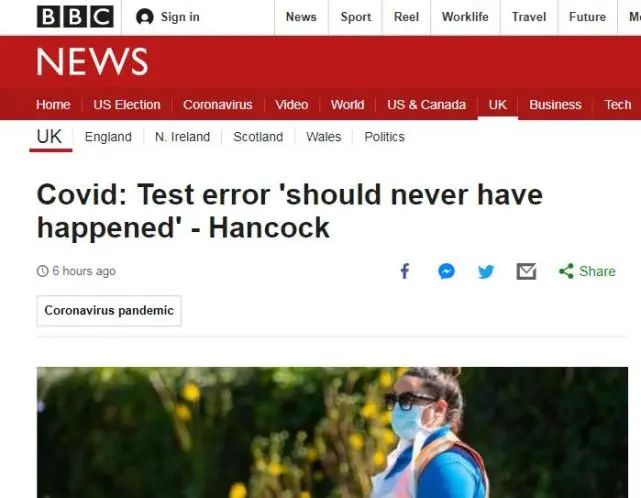 BBC Sign in News Sport Reel Worklife Travel Future
NEWS
Home US Election Coronavirus Video World US & Canada UK Business Tech
UK England N. Ireland Scotland Wales Politics
Covid: Test error 'should never have
happened' - Hancock
6 hours ago Share
Coronavirus pandemic